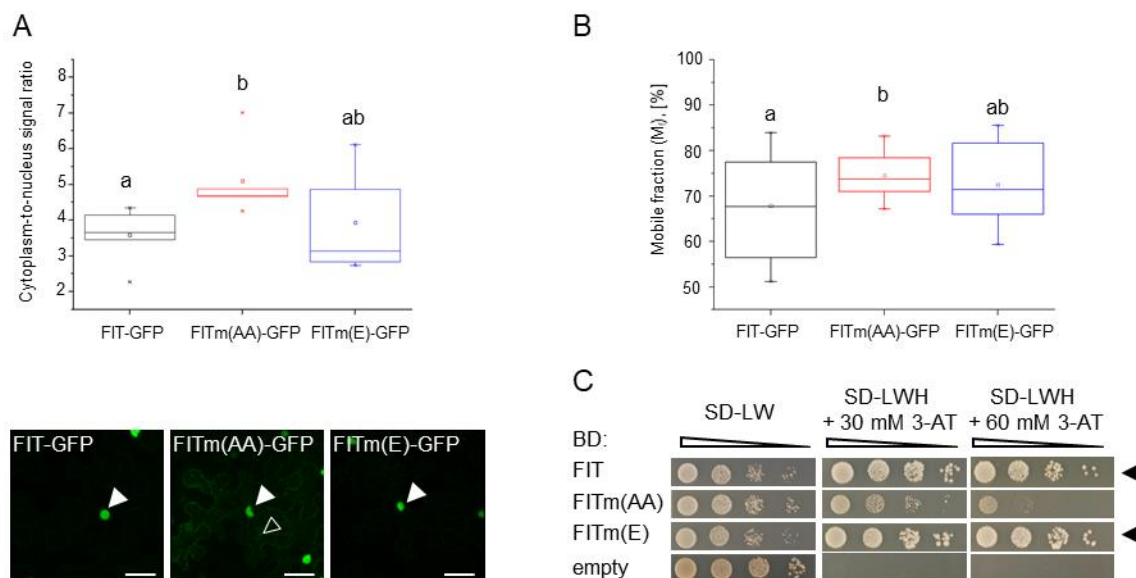 A
Cytoplasm-to-nucleus signal ratio
8
7
6
5
4
3
2
a
b
ab
FIT-GFP FITm(AA)-GFP FITm(E)-GFP
B
Mobile fraction (Mf), [%]
100
90
80
70
60
50
a
b
ab
FIT-GFP FITm(AA)-GFP FITm(E)-GFP
FIT-GFP FITm(AA)-GFP FITm(E)-GFP
C
SD-LW
SD-LWH
+ 30 mM 3-AT
SD-LWH
+ 60 mM 3-AT
BD:
FIT
FITm(AA)
FITm(E)
empty